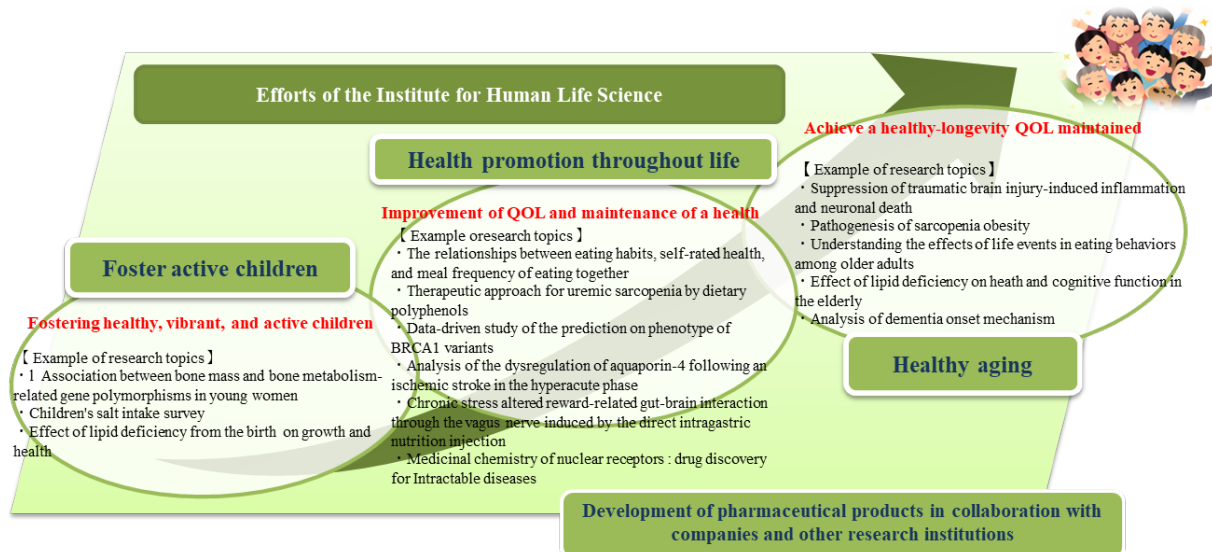 Efforts of the Institute for Human Life Science
Foster active children
Fostering healthy, vibrant, and active children
【 Example of research topics 】
・l Association between bone mass and bone metabolism-
related gene polymorphisms in young women
・Children's salt intake survey
・Effect of lipid deficiency from the birth on growth and
health
Health promotion throughout life
Improvement of QOL and maintenance of a health
【 Example oresearch topics 】
・The relationships between eating habits, self-rated health,
and meal frequency of eating together
・Therapeutic approach for uremic sarcopenia by dietary
polyphenols
・Data-driven study of the prediction on phenotype of
BRCA1 variants
・Analysis of the dysregulation of aquaporin-4 following an
ischemic stroke in the hyperacute phase
・Chronic stress altered reward-related gut-brain interaction
through the vagus nerve induced by the direct intragastric
nutrition injection
・Medicinal chemistry of nuclear receptors : drug discovery
for Intractable diseases
Achieve a healthy-longevity QOL maintained
【 Example of research topics 】
・Suppression of traumatic brain injury-induced inflammation
and neuronal death
・Pathogenesis of sarcopenia obesity
・Understanding the effects of life events in eating behaviors
among older adults
・Effect of lipid deficiency on heath and cognitive function in
the elderly
・Analysis of dementia onset mechanism
Healthy aging
Development of pharmaceutical products in collaboration with
companies and other research institutions